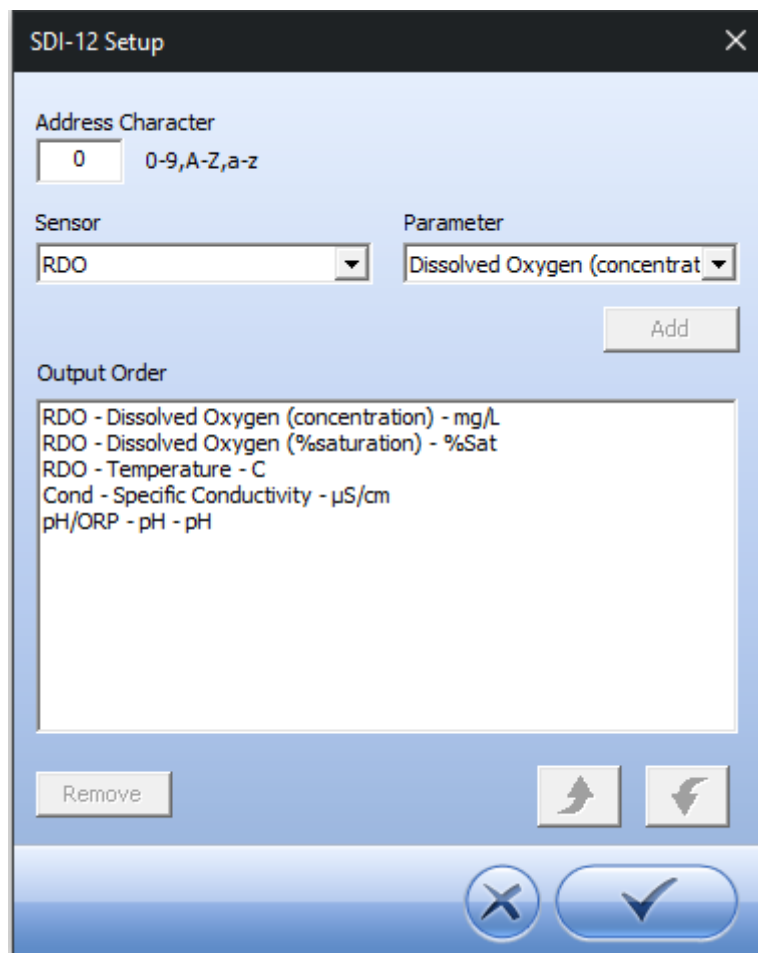 SDI-12 Setup
Address Character
0 0-9,A-Z,a-z
Sensor Parameter
RDO Dissolved Oxygen (concentrat
Add
Output Order
RDO - Dissolved Oxygen (concentration) - mg/L
RDO - Dissolved Oxygen (%saturation) - %Sat
RDO - Temperature - C
Cond - Specific Conductivity - µS/cm
pH/ORP - pH - pH
Remove